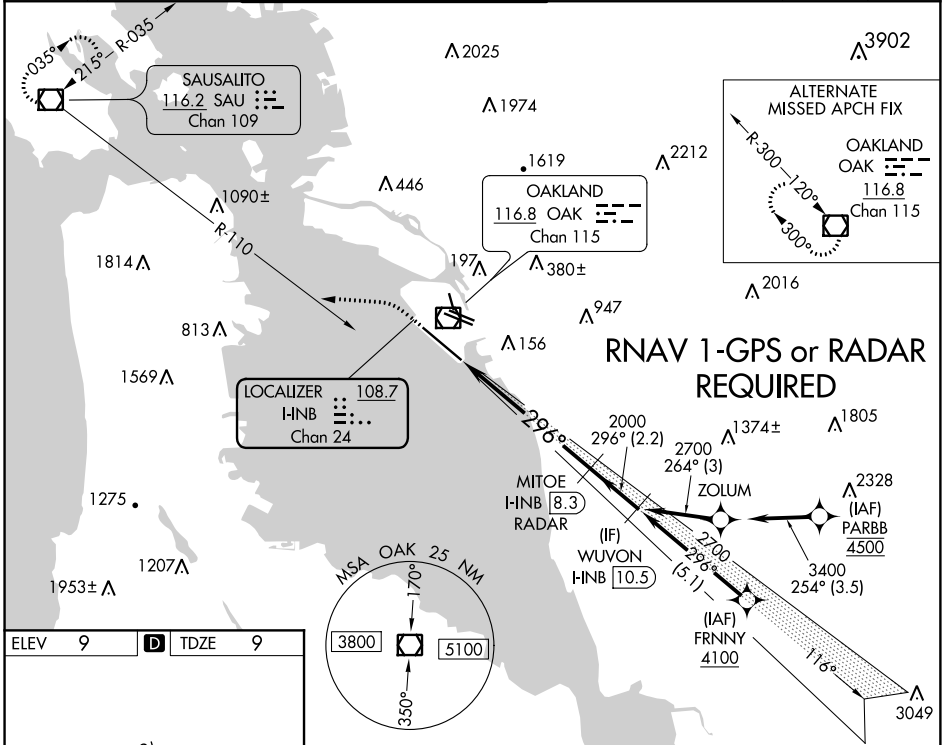 035°
215° R-035
SAUSALITO
116.2 SAU
Chan 109
2025
3902
1974
ALTERNATE
MISSED APCH FIX
R-300
120°
300°
OAKLAND
OAK
116.8
Chan 115
1619
2212
446
1090±
R-110
OAKLAND
116.8 OAK
Chan 115
1814
197
380±
2016
813
947
156
1569
RNAV 1-GPS or RADAR
REQUIRED
LOCALIZER 108.7
I-INB
Chan 24
296°
2000
296° (2.2)
1374±
1805
2700
264° (3)
MITOE
I-INB 8.3
RADAR
ZOLUM
2328
(IAF)
PARBB
4500
1275
(IF)
WUVON
I-INB 10.5
2700
296°
(5.1)
3400
254° (3.5)
1207
1953±
MSA OAK 25 NM
170°
3800
5100
350°
(IAF)
FRNNY
4100
116°
3049
ELEV 9 D TDZE 9